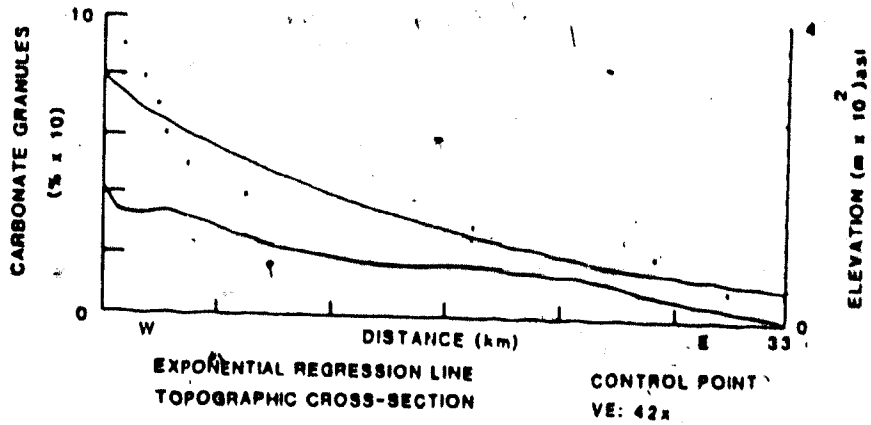 10
CARBONATE GRANULES
(% x 10)
0
4
ELEVATION (m x 10²)asl
0
W
DISTANCE (km)
E
33
EXPONENTIAL REGRESSION LINE
TOPOGRAPHIC CROSS-SECTION
CONTROL POINT
VE: 42x